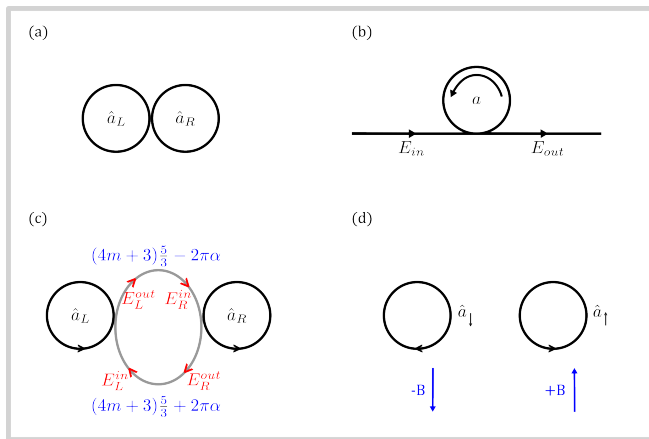 (a)
(b)
â_L
â_R
a
E_in
E_out
(c)
(d)
(4m + 3)5/3 − 2πα
E_L^out
E_R^in
â_L
â_R
E_L^in
E_R^out
(4m + 3)5/3 + 2πα
â_↓
â_↑
-B
+B